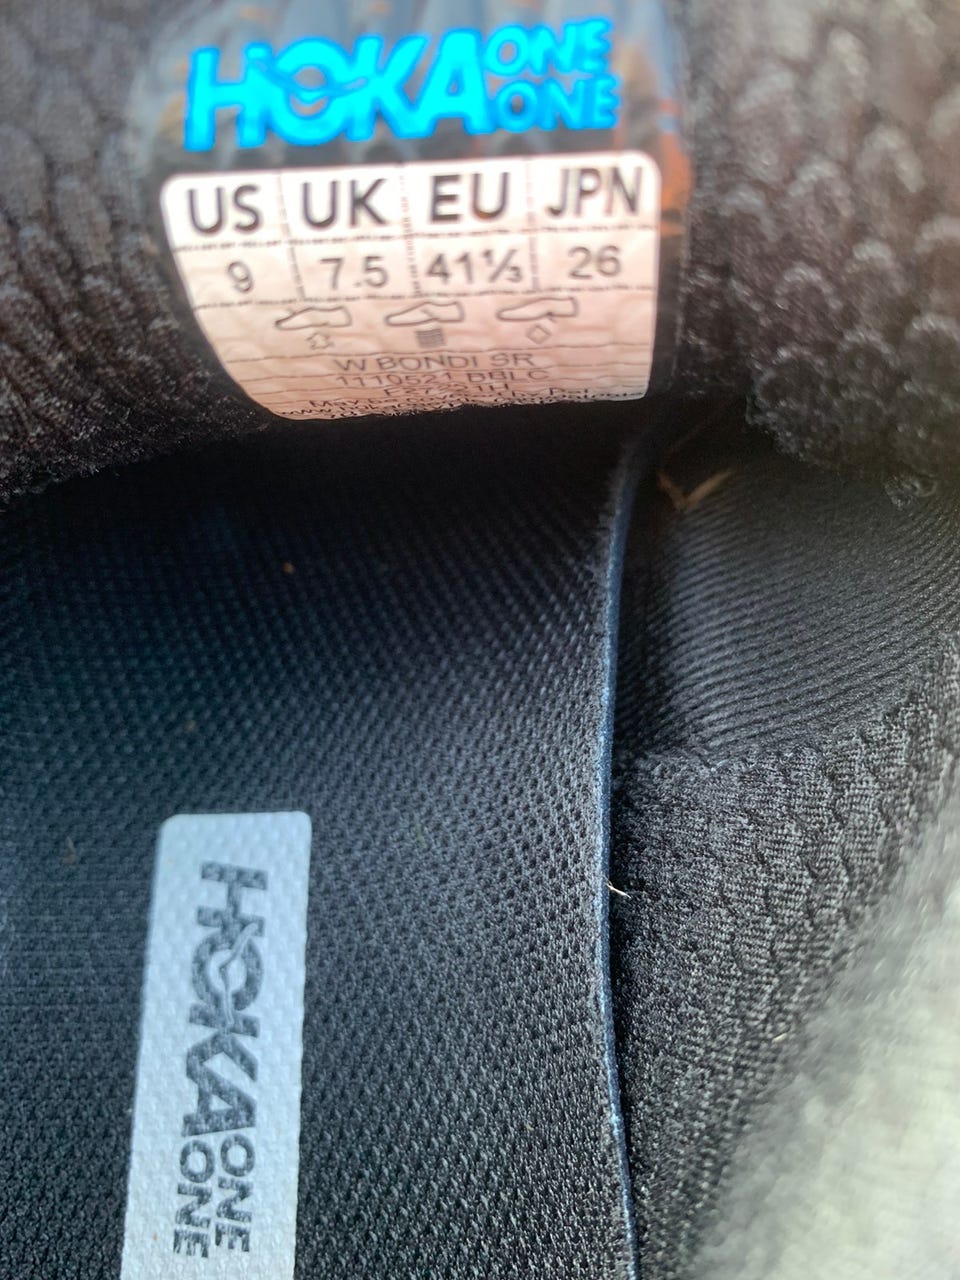 HOKA ONE ONE
US UK EU JPN
9 7.5 41⅓ 26
W BONDI SR
BBLC
HOKA ONE ONE